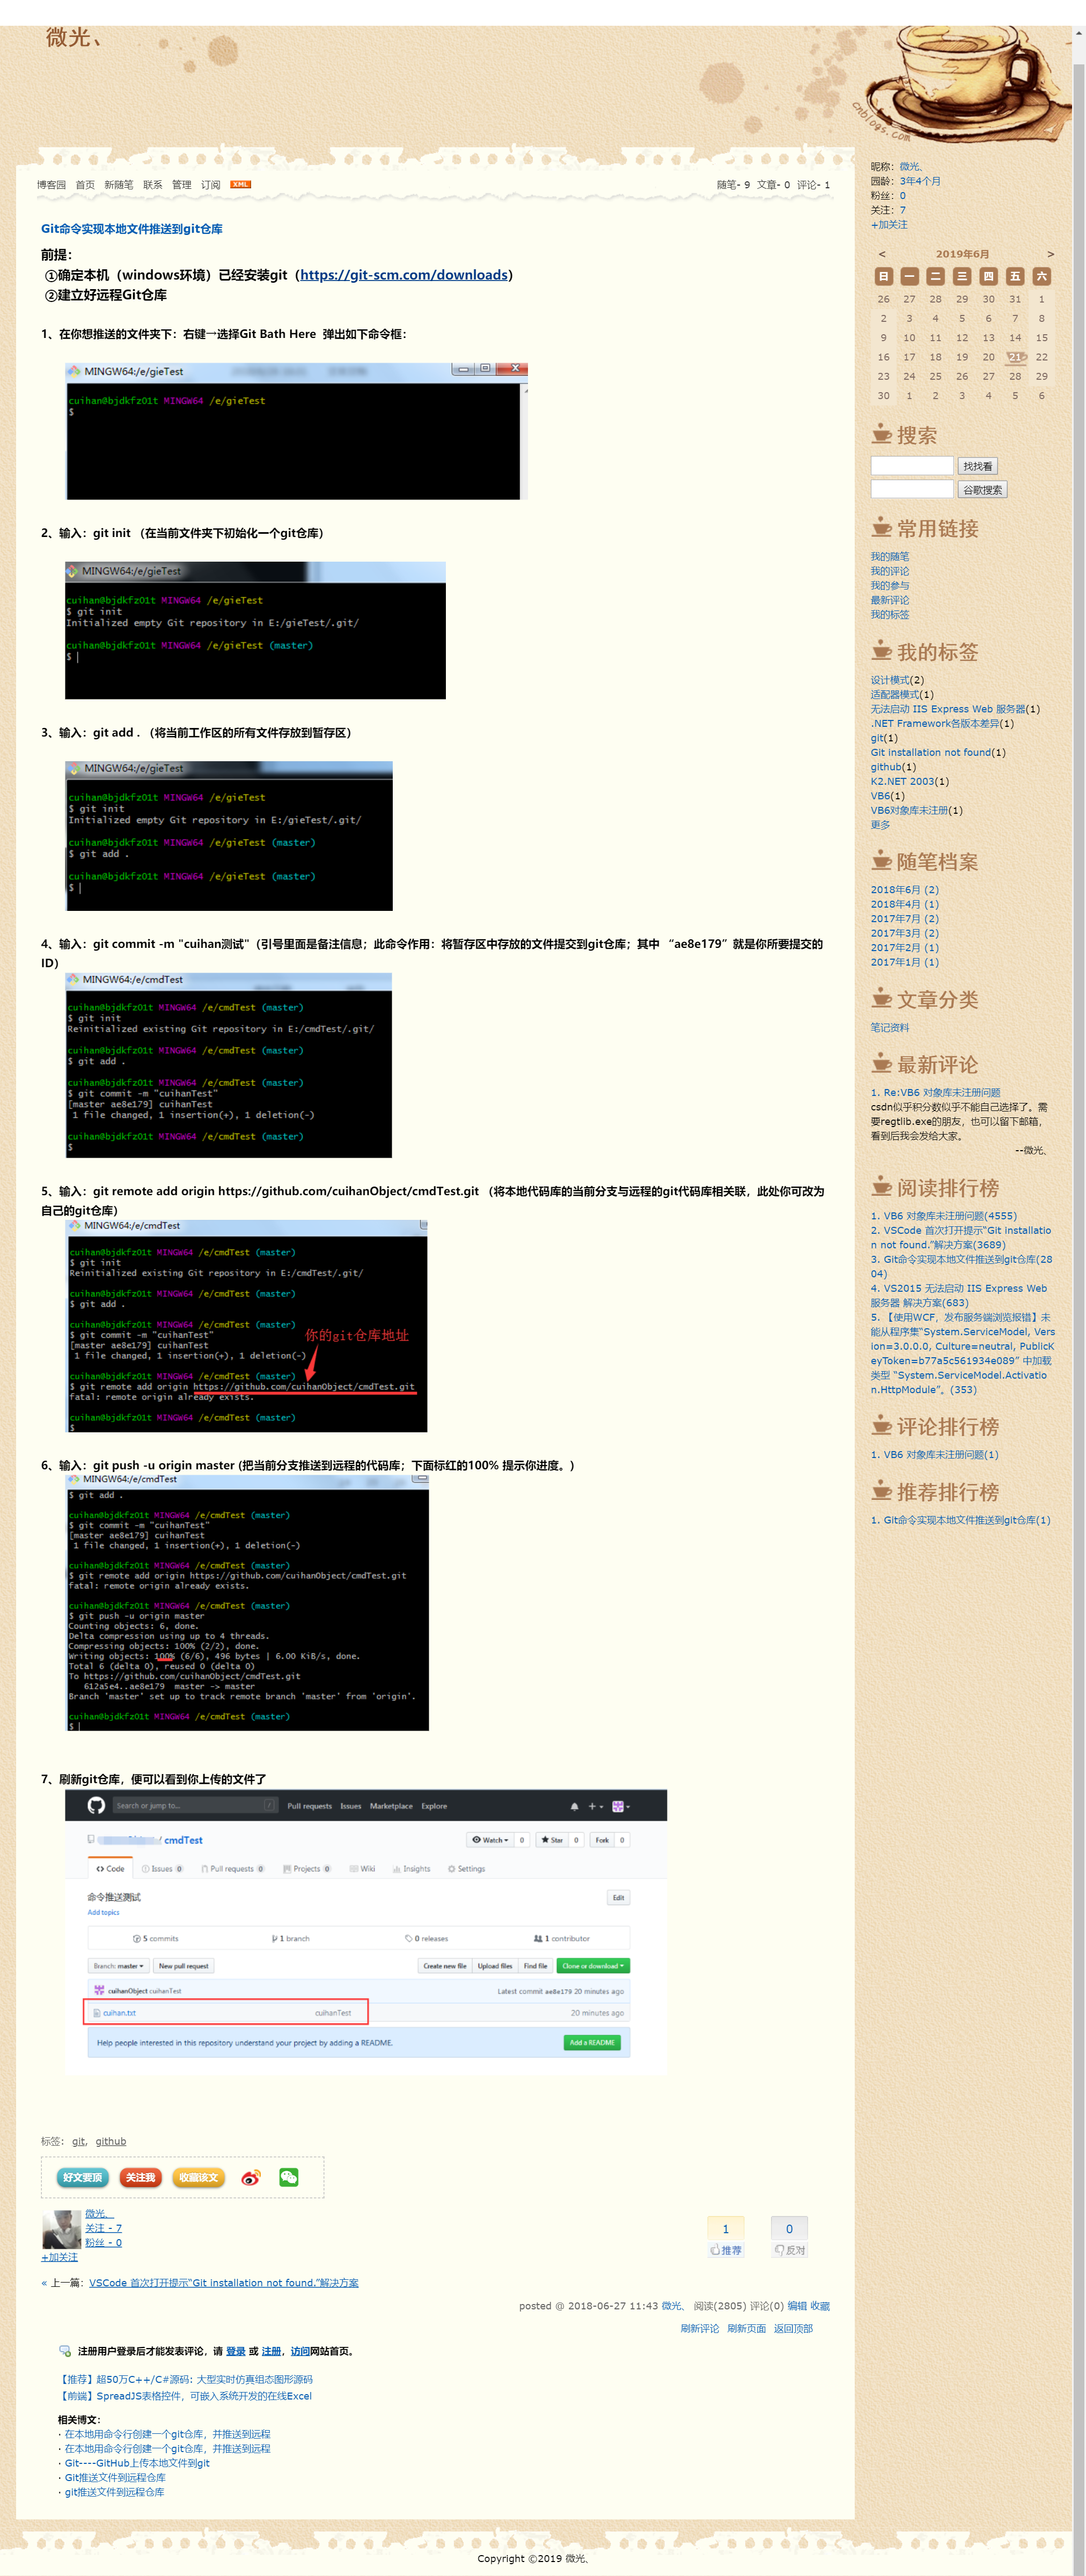 微光、
cnblogs.com
博客园 首页 新随笔 联系 管理 订阅 XML
随笔- 9 文章- 0 评论- 1
Git命令实现本地文件推送到git仓库
前提：
①确定本机（windows环境）已经安装git（https://git-scm.com/downloads）
②建立好远程Git仓库
1、在你想推送的文件夹下：右键→选择Git Bath Here 弹出如下命令框：
MINGW64:/e/gieTest
cuihan@bjdkfz01t MINGW64 /e/gieTest
$
2、输入：git init （在当前文件夹下初始化一个git仓库）
MINGW64:/e/gieTest
cuihan@bjdkfz01t MINGW64 /e/gieTest
$ git init
Initialized empty Git repository in E:/gieTest/.git/
cuihan@bjdkfz01t MINGW64 /e/gieTest (master)
$
3、输入：git add . （将当前工作区的所有文件存放到暂存区）
MINGW64:/e/gieTest
cuihan@bjdkfz01t MINGW64 /e/gieTest
$ git init
Initialized empty Git repository in E:/gieTest/.git/
cuihan@bjdkfz01t MINGW64 /e/gieTest (master)
$ git add .
cuihan@bjdkfz01t MINGW64 /e/gieTest (master)
$
4、输入：git commit -m "cuihan测试"（引号里面是备注信息；此命令作用：将暂存区中存放的文件提交到git仓库；其中 “ae8e179”就是你所要提交的
ID）
MINGW64:/e/cmdTest
cuihan@bjdkfz01t MINGW64 /e/cmdTest (master)
$ git init
Reinitialized existing Git repository in E:/cmdTest/.git/
cuihan@bjdkfz01t MINGW64 /e/cmdTest (master)
$ git add .
cuihan@bjdkfz01t MINGW64 /e/cmdTest (master)
$ git commit -m "cuihanTest"
[master ae8e179] cuihanTest
1 file changed, 1 insertion(+), 1 deletion(-)
cuihan@bjdkfz01t MINGW64 /e/cmdTest (master)
$
5、输入：git remote add origin https://github.com/cuihanObject/cmdTest.git （将本地代码库的当前分支与远程的git代码库相关联，此处你可改为
自己的git仓库）
MINGW64:/e/cmdTest
cuihan@bjdkfz01t MINGW64 /e/cmdTest (master)
$ git init
Reinitialized existing Git repository in E:/cmdTest/.git/
cuihan@bjdkfz01t MINGW64 /e/cmdTest (master)
$ git add .
cuihan@bjdkfz01t MINGW64 /e/cmdTest (master)
$ git commit -m "cuihanTest"
[master ae8e179] cuihanTest
1 file changed, 1 insertion(+), 1 deletion(-)
你的git仓库地址
cuihan@bjdkfz01t MINGW64 /e/cmdTest (master)
$ git remote add origin https://github.com/cuihanObject/cmdTest.git
fatal: remote origin already exists.
cuihan@bjdkfz01t MINGW64 /e/cmdTest (master)
$
6、输入：git push -u origin master (把当前分支推送到远程的代码库；下面标红的100% 提示你进度。)
MINGW64:/e/cmdTest
$ git add .
cuihan@bjdkfz01t MINGW64 /e/cmdTest (master)
$ git commit -m "cuihanTest"
[master ae8e179] cuihanTest
1 file changed, 1 insertion(+), 1 deletion(-)
cuihan@bjdkfz01t MINGW64 /e/cmdTest (master)
$ git remote add origin https://github.com/cuihanObject/cmdTest.git
fatal: remote origin already exists.
cuihan@bjdkfz01t MINGW64 /e/cmdTest (master)
$ git push -u origin master
Counting objects: 6, done.
Delta compression using up to 4 threads.
Compressing objects: 100% (2/2), done.
Writing objects: 100% (6/6), 496 bytes | 6.00 KiB/s, done.
Total 6 (delta 0), reused 0 (delta 0)
To https://github.com/cuihanObject/cmdTest.git
612a5e4..ae8e179 master -> master
Branch 'master' set up to track remote branch 'master' from 'origin'.
cuihan@bjdkfz01t MINGW64 /e/cmdTest (master)
$
7、刷新git仓库，便可以看到你上传的文件了
Search or jump to... / Pull requests Issues Marketplace Explore
/ cmdTest Watch 0 Star 0 Fork 0
Code Issues 0 Pull requests 0 Projects 0 Wiki Insights Settings
命令推送测试 Edit
Add topics
5 commits 1 branch 0 releases 1 contributor
Branch: master New pull request Create new file Upload files Find file Clone or download
cuihanObject cuihanTest Latest commit ae8e179 20 minutes ago
cuihan.txt cuihanTest 20 minutes ago
Help people interested in this repository understand your project by adding a README. Add a README
标签: git, github
好文要顶 关注我 收藏该文
微光、
关注 - 7
粉丝 - 0
+加关注
1 0
推荐 反对
« 上一篇：VSCode 首次打开提示“Git installation not found.”解决方案
posted @ 2018-06-27 11:43 微光、 阅读(2805) 评论(0) 编辑 收藏
刷新评论 刷新页面 返回顶部
注册用户登录后才能发表评论，请 登录 或 注册，访问网站首页。
【推荐】超50万C++/C#源码: 大型实时仿真组态图形源码
【前端】SpreadJS表格控件，可嵌入系统开发的在线Excel
相关博文：
· 在本地用命令行创建一个git仓库，并推送到远程
· 在本地用命令行创建一个git仓库，并推送到远程
· Git----GitHub上传本地文件到git
· Git推送文件到远程仓库
· git推送文件到远程仓库
昵称：微光、
园龄：3年4个月
粉丝：0
关注：7
+加关注
< 2019年6月 >
日 一 二 三 四 五 六
26 27 28 29 30 31 1
2 3 4 5 6 7 8
9 10 11 12 13 14 15
16 17 18 19 20 21 22
23 24 25 26 27 28 29
30 1 2 3 4 5 6
搜索
找找看
谷歌搜索
常用链接
我的随笔
我的评论
我的参与
最新评论
我的标签
我的标签
设计模式(2)
适配器模式(1)
无法启动 IIS Express Web 服务器(1)
.NET Framework各版本差异(1)
git(1)
Git installation not found(1)
github(1)
K2.NET 2003(1)
VB6(1)
VB6对象库未注册(1)
更多
随笔档案
2018年6月 (2)
2018年4月 (1)
2017年7月 (2)
2017年3月 (2)
2017年2月 (1)
2017年1月 (1)
文章分类
笔记资料
最新评论
1. Re:VB6 对象库未注册问题
csdn似乎积分数似乎不能自己选择了。需
要regtlib.exe的朋友，也可以留下邮箱，
看到后我会发给大家。
--微光、
阅读排行榜
1. VB6 对象库未注册问题(4555)
2. VSCode 首次打开提示“Git installatio
n not found.”解决方案(3689)
3. Git命令实现本地文件推送到git仓库(28
04)
4. VS2015 无法启动 IIS Express Web
服务器 解决方案(683)
5. 【使用WCF，发布服务端浏览报错】未
能从程序集“System.ServiceModel, Vers
ion=3.0.0.0, Culture=neutral, PublicK
eyToken=b77a5c561934e089” 中加载
类型 “System.ServiceModel.Activatio
n.HttpModule”。(353)
评论排行榜
1. VB6 对象库未注册问题(1)
推荐排行榜
1. Git命令实现本地文件推送到git仓库(1)
Copyright ©2019 微光、